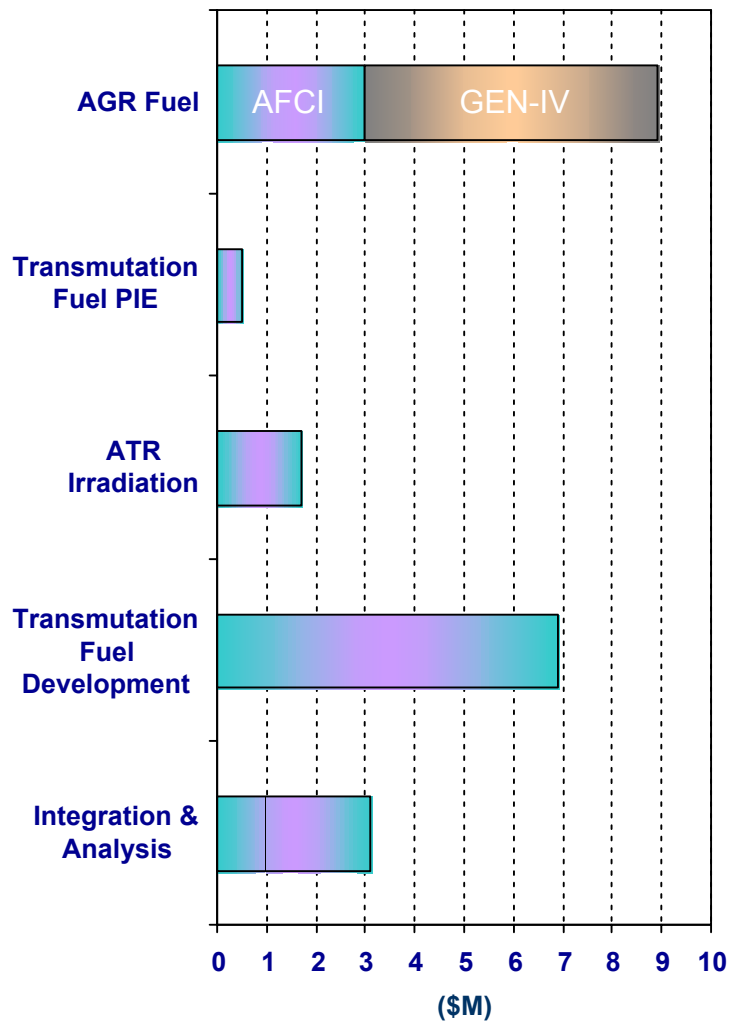 AGR Fuel
AFCI
GEN-IV
Transmutation
Fuel PIE
ATR
Irradiation
Transmutation
Fuel
Development
Integration &
Analysis
0 1 2 3 4 5 6 7 8 9 10
($M)